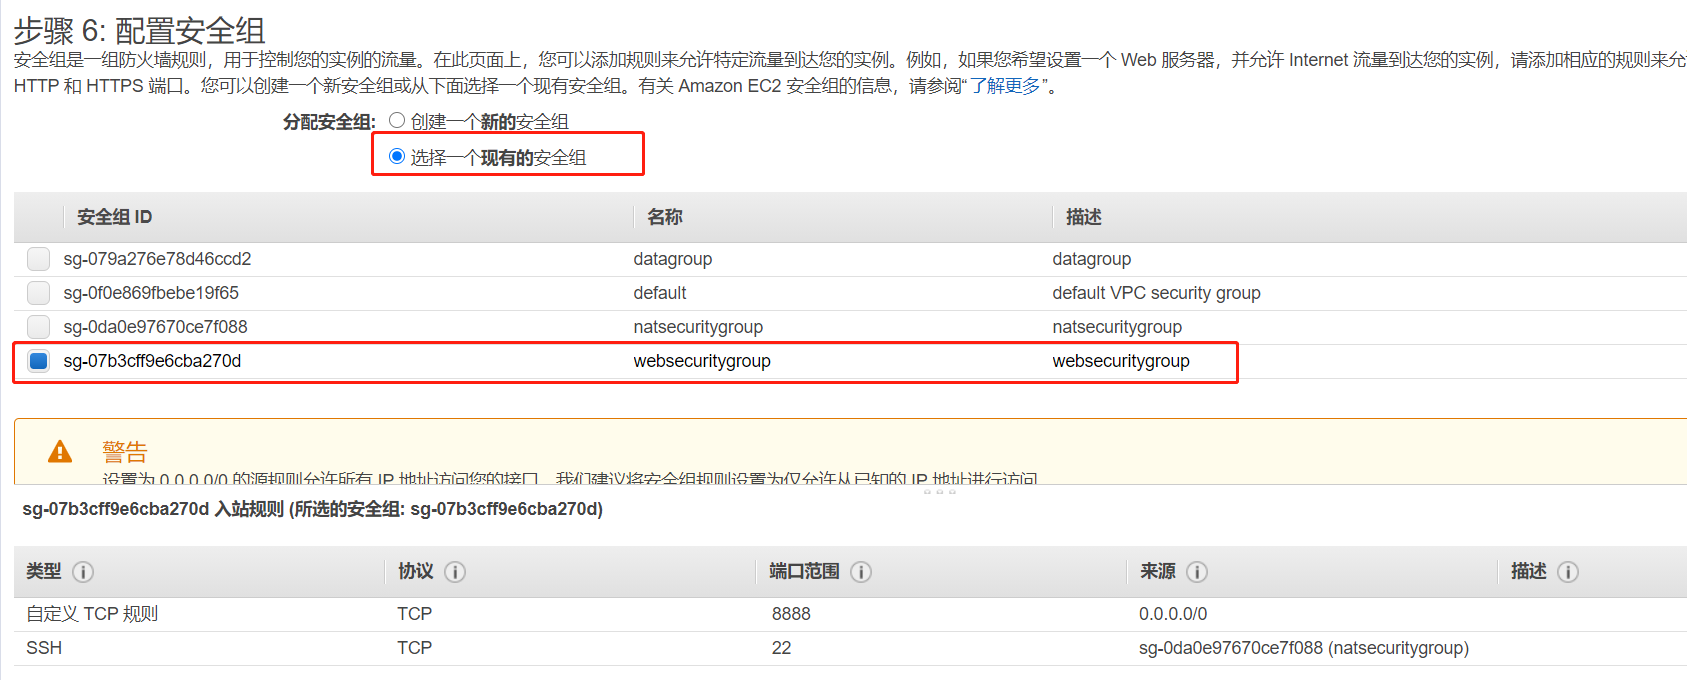 步骤 6: 配置安全组
安全组是一组防火墙规则，用于控制您的实例的流量。在此页面上，您可以添加规则来允许特定流量到达您的实例。例如，如果您希望设置一个 Web 服务器，并允许 Internet 流量到达您的实例，请添加相应的规则来允
HTTP 和 HTTPS 端口。您可以创建一个新安全组或从下面选择一个现有安全组。有关 Amazon EC2 安全组的信息，请参阅“了解更多”。
分配安全组: 创建一个新的安全组
选择一个现有的安全组
安全组 ID 名称 描述
sg-079a276e78d46ccd2 datagroup datagroup
sg-0f0e869fbebe19f65 default default VPC security group
sg-0da0e97670ce7f088 natsecuritygroup natsecuritygroup
sg-07b3cff9e6cba270d websecuritygroup websecuritygroup
警告
设置为 0.0.0.0/0 的源规则允许所有 IP 地址访问您的接口。我们建议将安全组规则设置为仅允许从已知的 IP 地址进行访问
sg-07b3cff9e6cba270d 入站规则 (所选的安全组: sg-07b3cff9e6cba270d)
类型 协议 端口范围 来源 描述
自定义 TCP 规则 TCP 8888 0.0.0.0/0
SSH TCP 22 sg-0da0e97670ce7f088 (natsecuritygroup)